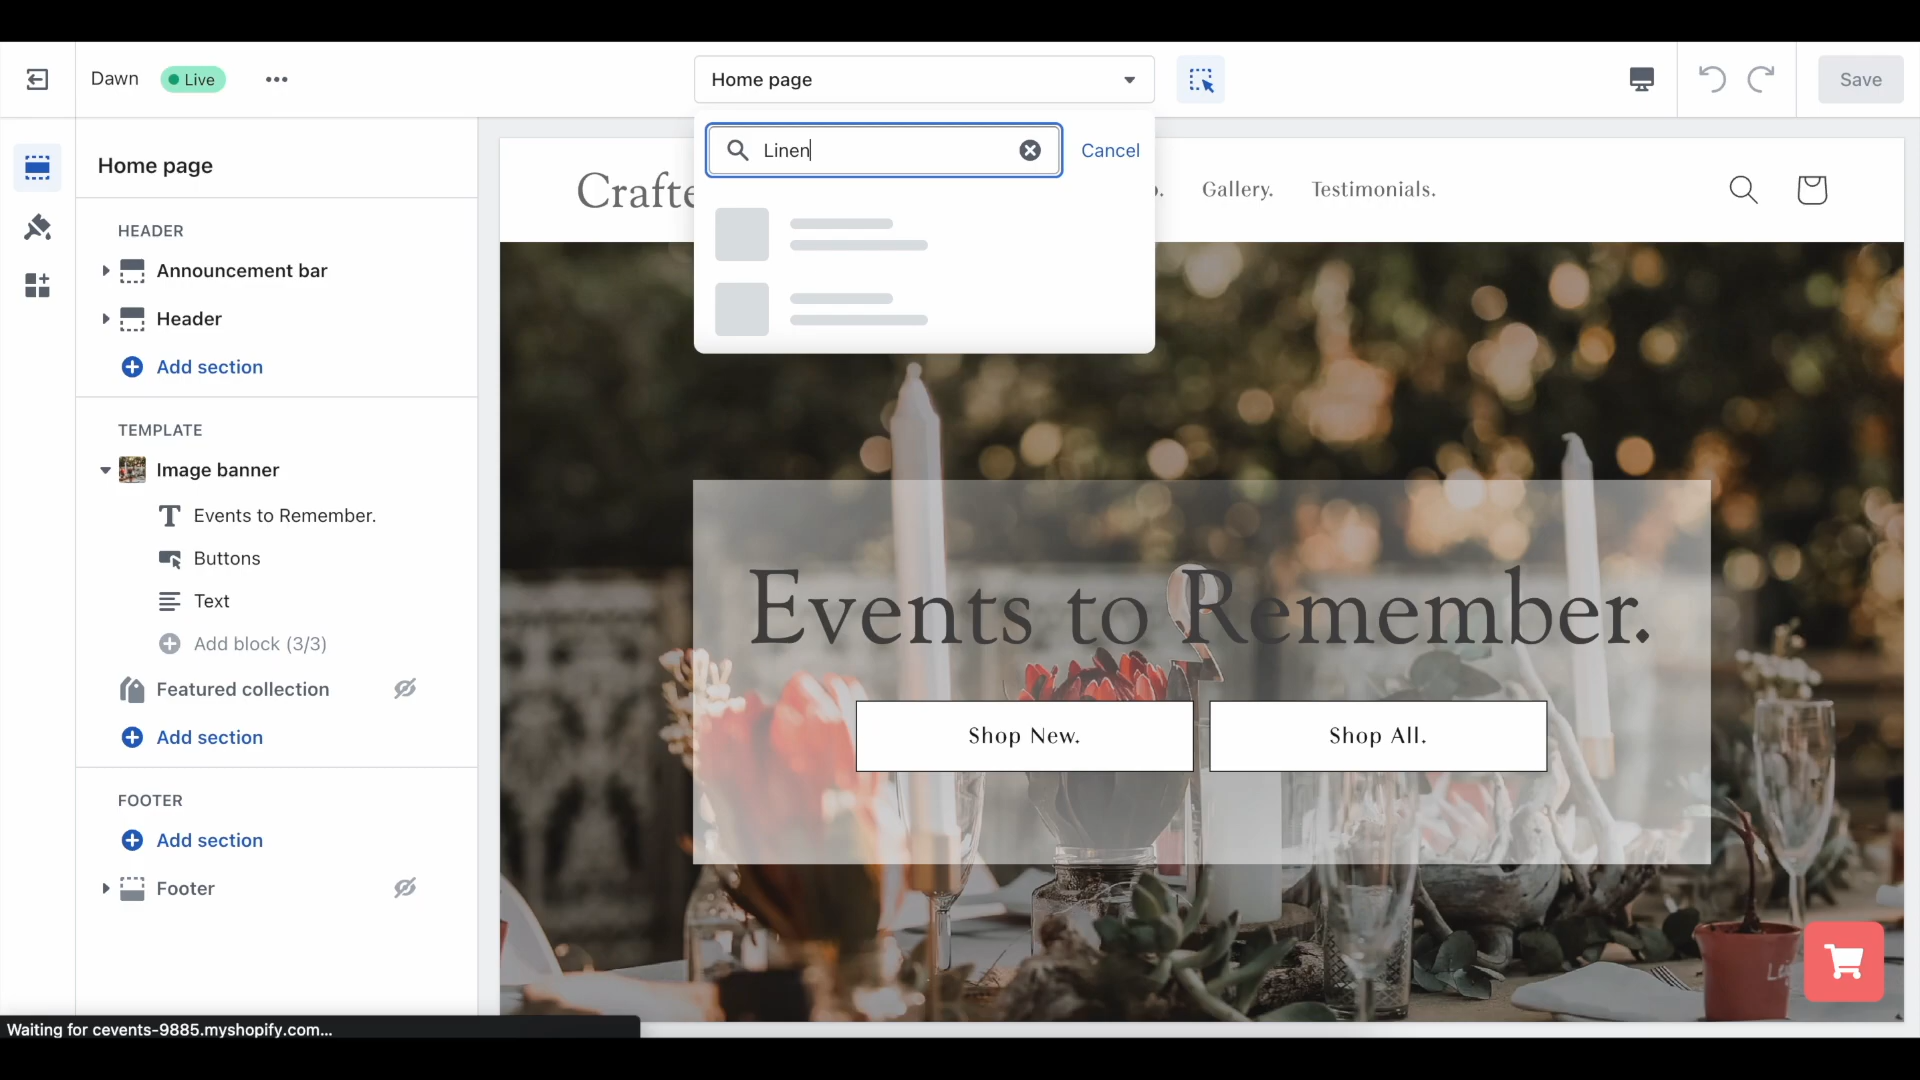 Dawn
Live
Home page
Save
Linen
Cancel
Home page
Crafte
Gallery.
Testimonials.
HEADER
Announcement bar
Header
Add section
TEMPLATE
Image banner
Events to Remember.
Buttons
Text
Add block (3/3)
Featured collection
Add section
FOOTER
Add section
Footer
Events to Remember.
Shop New.
Shop All.
Waiting for cevents-9885.myshopify.com...